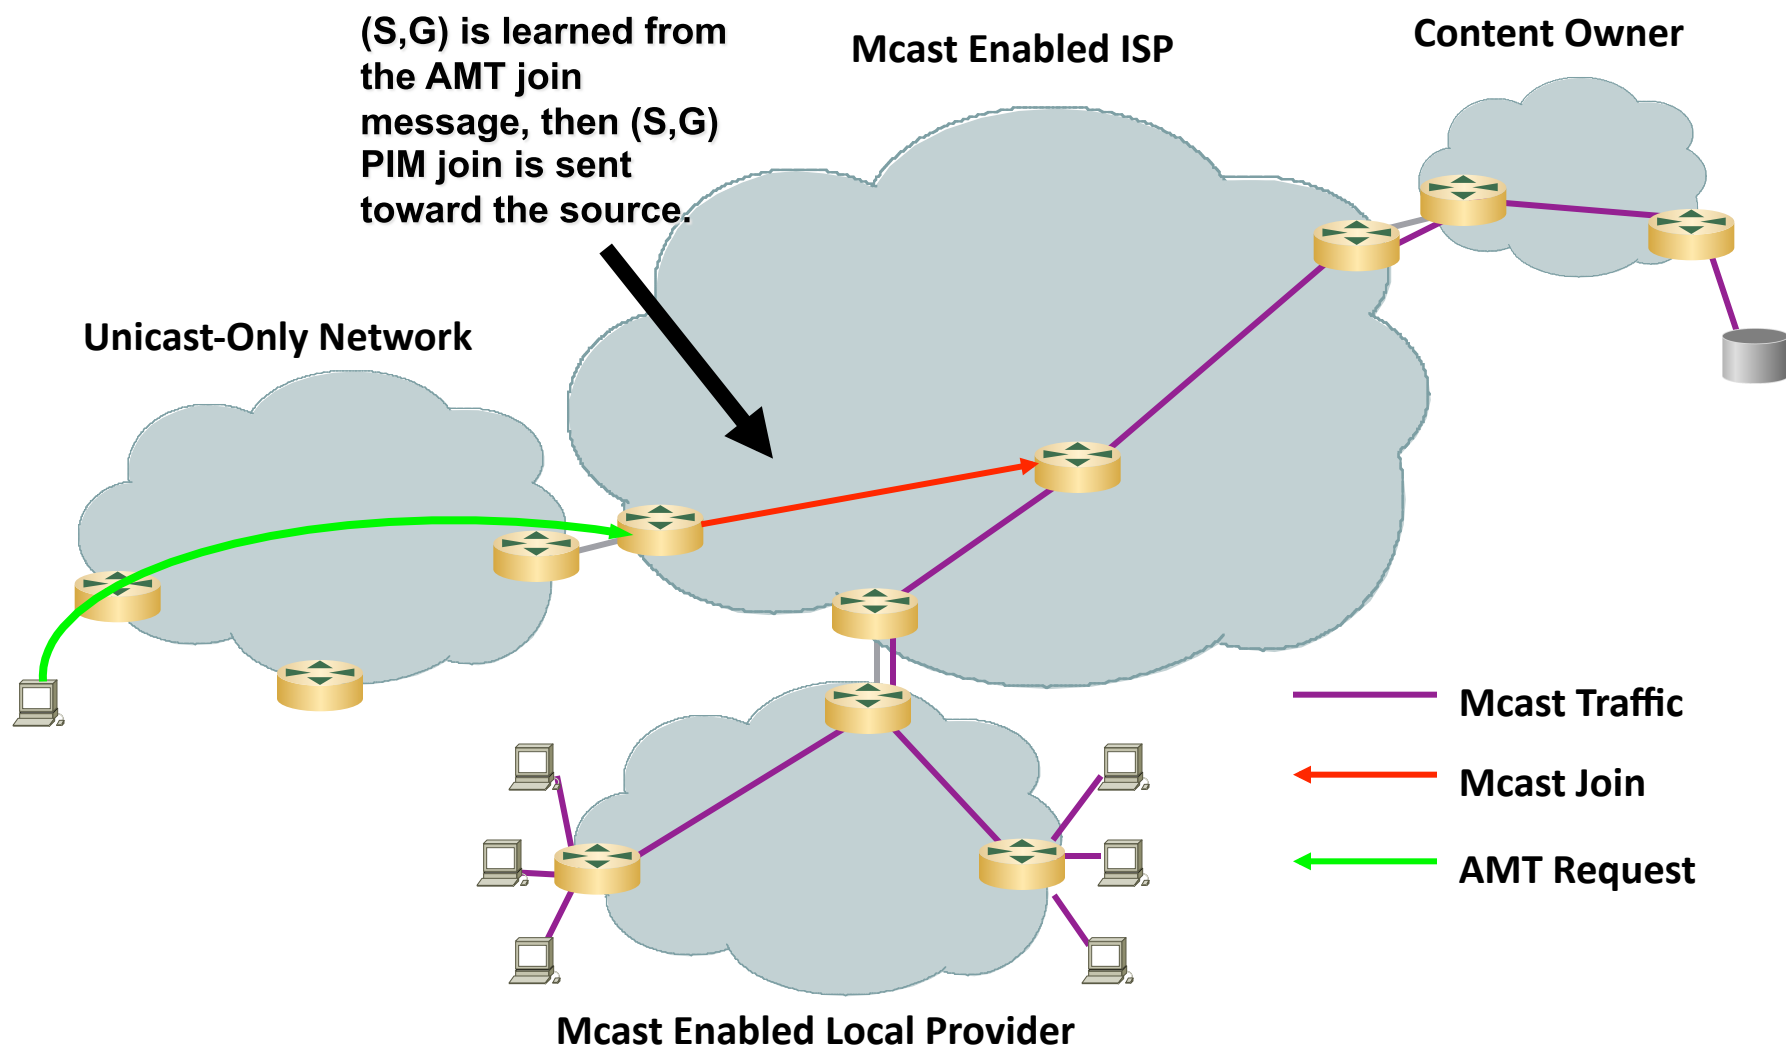 (S,G) is learned from
the AMT join
message, then (S,G)
PIM join is sent
toward the source.
Mcast Enabled ISP
Content Owner
Unicast-Only Network
Mcast Traffic
Mcast Join
AMT Request
Mcast Enabled Local Provider